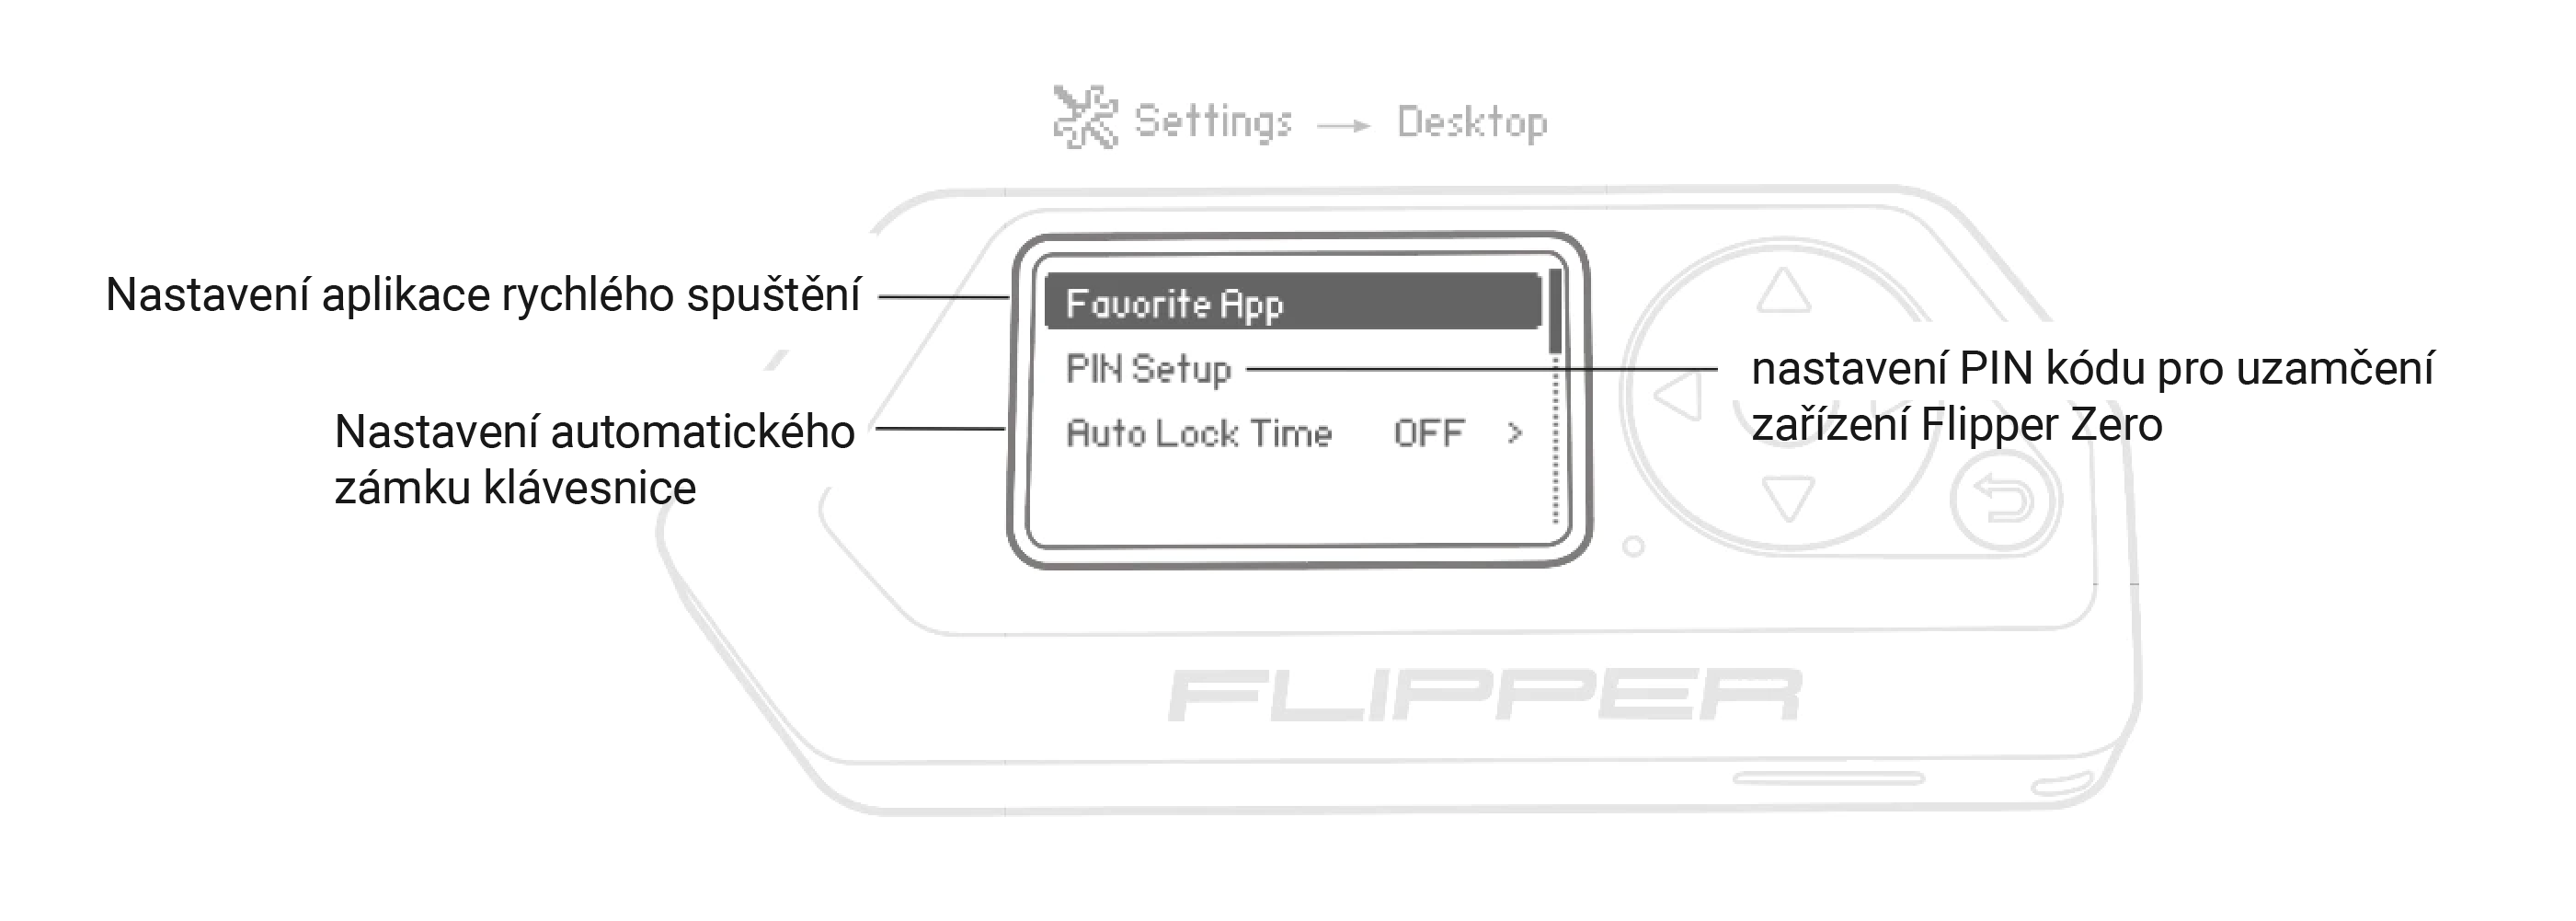 Settings → Desktop
Nastavení aplikace rychlého spuštění
Favorite App
PIN Setup
nastavení PIN kódu pro uzamčení
zařízení Flipper Zero
Nastavení automatického
zámku klávesnice
Auto Lock Time OFF >
FLIPPER